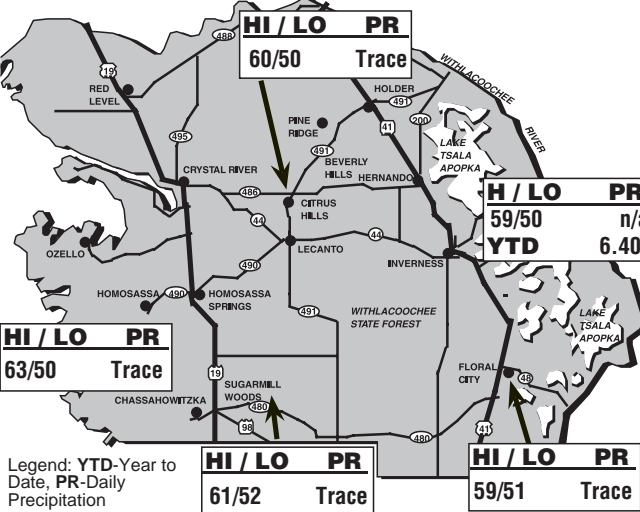 HI / LO PR
60/50 Trace
488
WITHLACOOCHEE
RIVER
19
RED
LEVEL
HOLDER
491
200
41
PINE
RIDGE
495
491
LAKE
TSALA
APOPKA
CRYSTAL RIVER
BEVERLY
HILLS
HERNANDO
486
CITRUS
HILLS
44
44
HI / LO PR
59/50
YTD 6.40
OZELLO
LECANTO
INVERNESS
490
HOMOSASSA
490
HOMOSASSA
SPRINGS
491
WITHLACOOCHEE
STATE FOREST
LAKE
TSALA
APOPKA
HI / LO PR
63/50 Trace
19
FLORAL
CITY
48
SUGARMILL
WOODS
CHASSAHOWITZKA
480
98
480
41
HI / LO PR
61/52 Trace
HI / LO PR
59/51 Trace
Legend: YTD-Year to
Date, PR-Daily
Precipitation